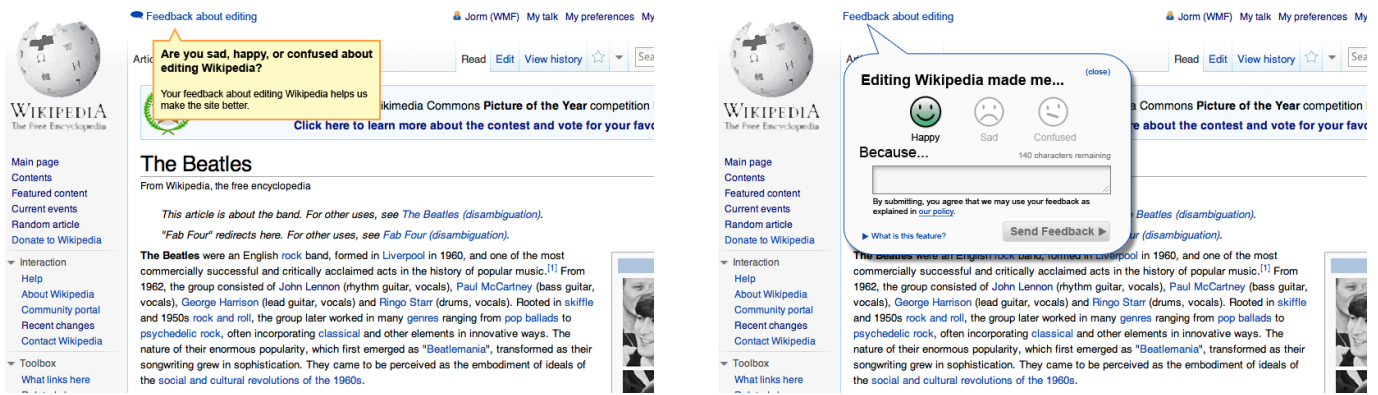 Feedback about editing
Jorm (WMF) My talk My preferences My
Are you sad, happy, or confused about
editing Wikipedia?
Your feedback about editing Wikipedia helps us
make the site better.
Artic
Read Edit View history
Sea
WIKIPEDIA
The Free Encyclopedia
ikimedia Commons Picture of the Year competition
Click here to learn more about the contest and vote for your favo
Main page
Contents
Featured content
Current events
Random article
Donate to Wikipedia
Interaction
Help
About Wikipedia
Community portal
Recent changes
Contact Wikipedia
Toolbox
What links here
The Beatles
From Wikipedia, the free encyclopedia
This article is about the band. For other uses, see The Beatles (disambiguation).
"Fab Four" redirects here. For other uses, see Fab Four (disambiguation).
The Beatles were an English rock band, formed in Liverpool in 1960, and one of the most
commercially successful and critically acclaimed acts in the history of popular music.[1] From
1962, the group consisted of John Lennon (rhythm guitar, vocals), Paul McCartney (bass guitar,
vocals), George Harrison (lead guitar, vocals) and Ringo Starr (drums, vocals). Rooted in skiffle
and 1950s rock and roll, the group later worked in many genres ranging from pop ballads to
psychedelic rock, often incorporating classical and other elements in innovative ways. The
nature of their enormous popularity, which first emerged as "Beatlemania", transformed as their
songwriting grew in sophistication. They came to be perceived as the embodiment of ideals of
the social and cultural revolutions of the 1960s.
Feedback about editing
Jorm (WMF) My talk My preferences My
Read Edit View history
Sea
Editing Wikipedia made me...
(close)
Happy Sad Confused
Because...
140 characters remaining
By submitting, you agree that we may use your feedback as
explained in our policy.
What is this feature?
Send Feedback
WIKIPEDIA
The Free Encyclopedia
a Commons Picture of the Year competition
re about the contest and vote for your favo
Main page
Contents
Featured content
Current events
Random article
Donate to Wikipedia
Interaction
Help
About Wikipedia
Community portal
Recent changes
Contact Wikipedia
Toolbox
What links here
Beatles (disambiguation).
ur (disambiguation).
The Beatles were an English rock band, formed in Liverpool in 1960, and one of the most
commercially successful and critically acclaimed acts in the history of popular music.[1] From
1962, the group consisted of John Lennon (rhythm guitar, vocals), Paul McCartney (bass guitar,
vocals), George Harrison (lead guitar, vocals) and Ringo Starr (drums, vocals). Rooted in skiffle
and 1950s rock and roll, the group later worked in many genres ranging from pop ballads to
psychedelic rock, often incorporating classical and other elements in innovative ways. The
nature of their enormous popularity, which first emerged as "Beatlemania", transformed as their
songwriting grew in sophistication. They came to be perceived as the embodiment of ideals of
the social and cultural revolutions of the 1960s.